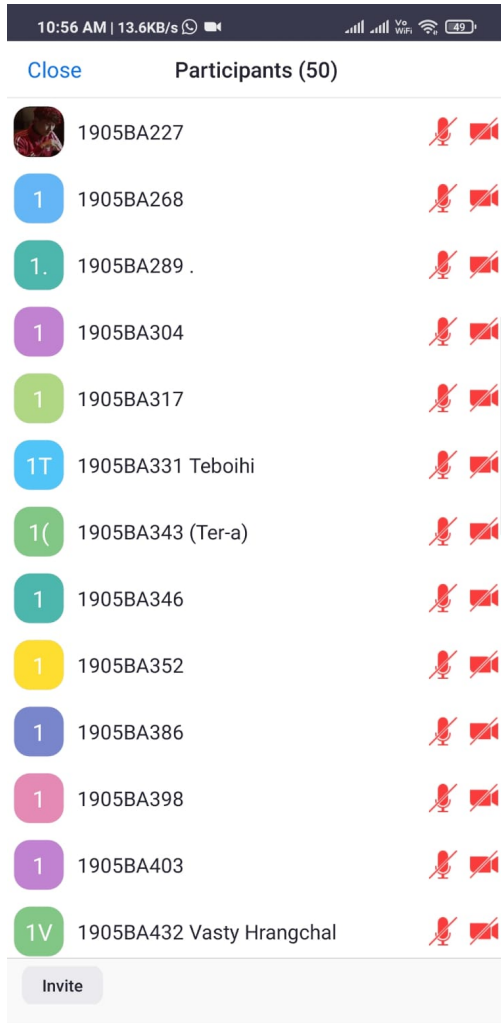 10:56 AM | 13.6KB/s Vo WiFi 49
Close Participants (50)
1905BA227
1 1905BA268
1. 1905BA289 .
1 1905BA304
1 1905BA317
1T 1905BA331 Teboihi
1( 1905BA343 (Ter-a)
1 1905BA346
1 1905BA352
1 1905BA386
1 1905BA398
1 1905BA403
1V 1905BA432 Vasty Hrangchal
Invite